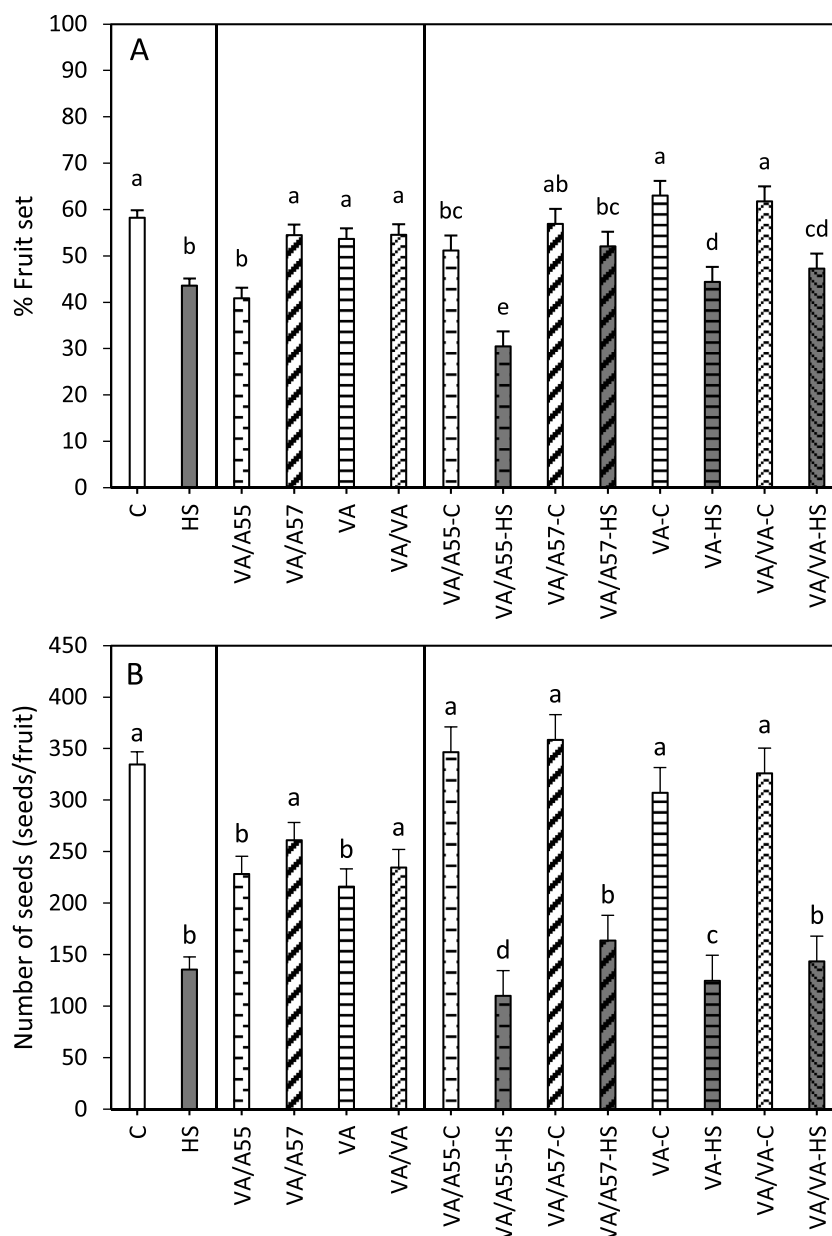 A
% Fruit set
100
90
80
70
60
50
40
30
20
10
0
a
b
b
a
a
a
bc
e
ab
bc
a
d
a
cd
C
HS
VA/A55
VA/A57
VA
VA/VA
VA/A55-C
VA/A55-HS
VA/A57-C
VA/A57-HS
VA-C
VA-HS
VA/VA-C
VA/VA-HS
B
Number of seeds (seeds/fruit)
450
400
350
300
250
200
150
100
50
0
a
b
b
a
b
a
a
d
a
b
a
c
a
b
C
HS
VA/A55
VA/A57
VA
VA/VA
VA/A55-C
VA/A55-HS
VA/A57-C
VA/A57-HS
VA-C
VA-HS
VA/VA-C
VA/VA-HS